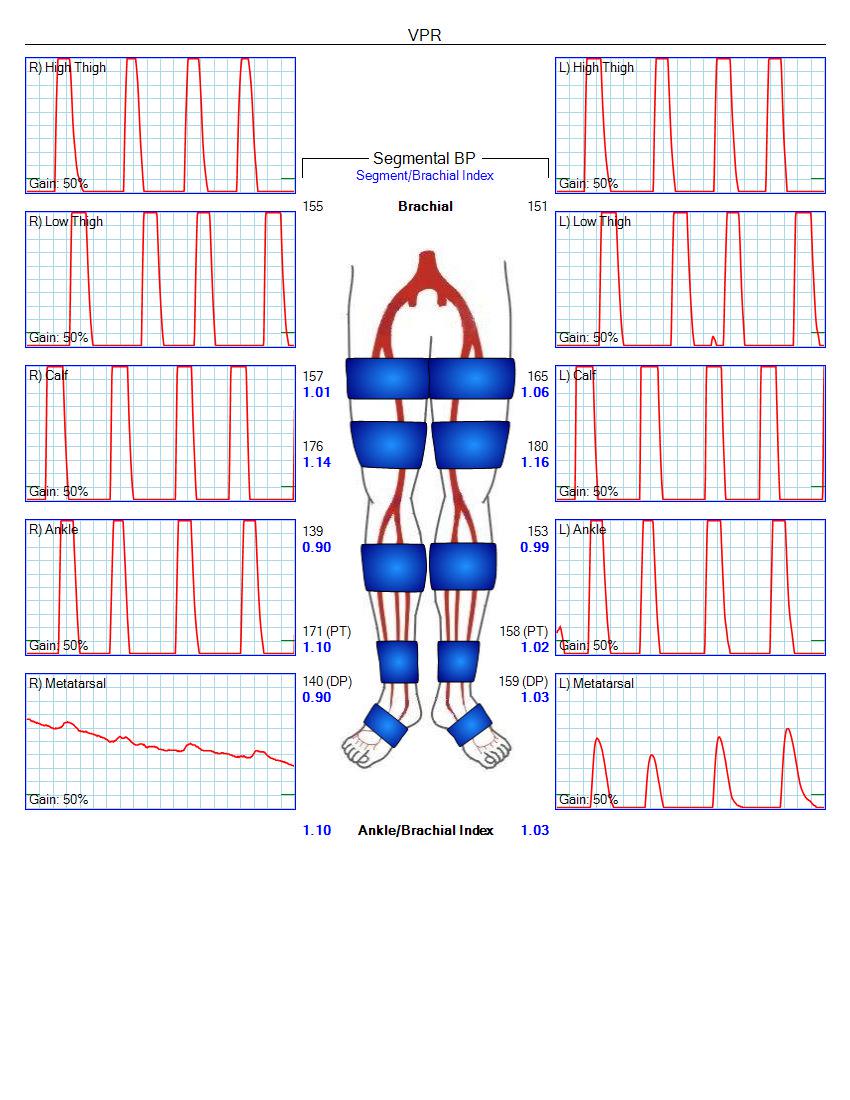 VPR
R) High Thigh
Gain: 50%
L) High Thigh
Gain: 50%
Segmental BP
Segment/Brachial Index
155 Brachial 151
R) Low Thigh
Gain: 50%
L) Low Thigh
Gain: 50%
157 165
1.01 1.06
R) Calf
Gain: 50%
L) Calf
Gain: 50%
176 180
1.14 1.16
R) Ankle
Gain: 50%
L) Ankle
Gain: 50%
139 153
0.90 0.99
171 (PT) 158 (PT)
1.10 1.02
R) Metatarsal
Gain: 50%
L) Metatarsal
Gain: 50%
140 (DP) 159 (DP)
0.90 1.03
1.10 Ankle/Brachial Index 1.03